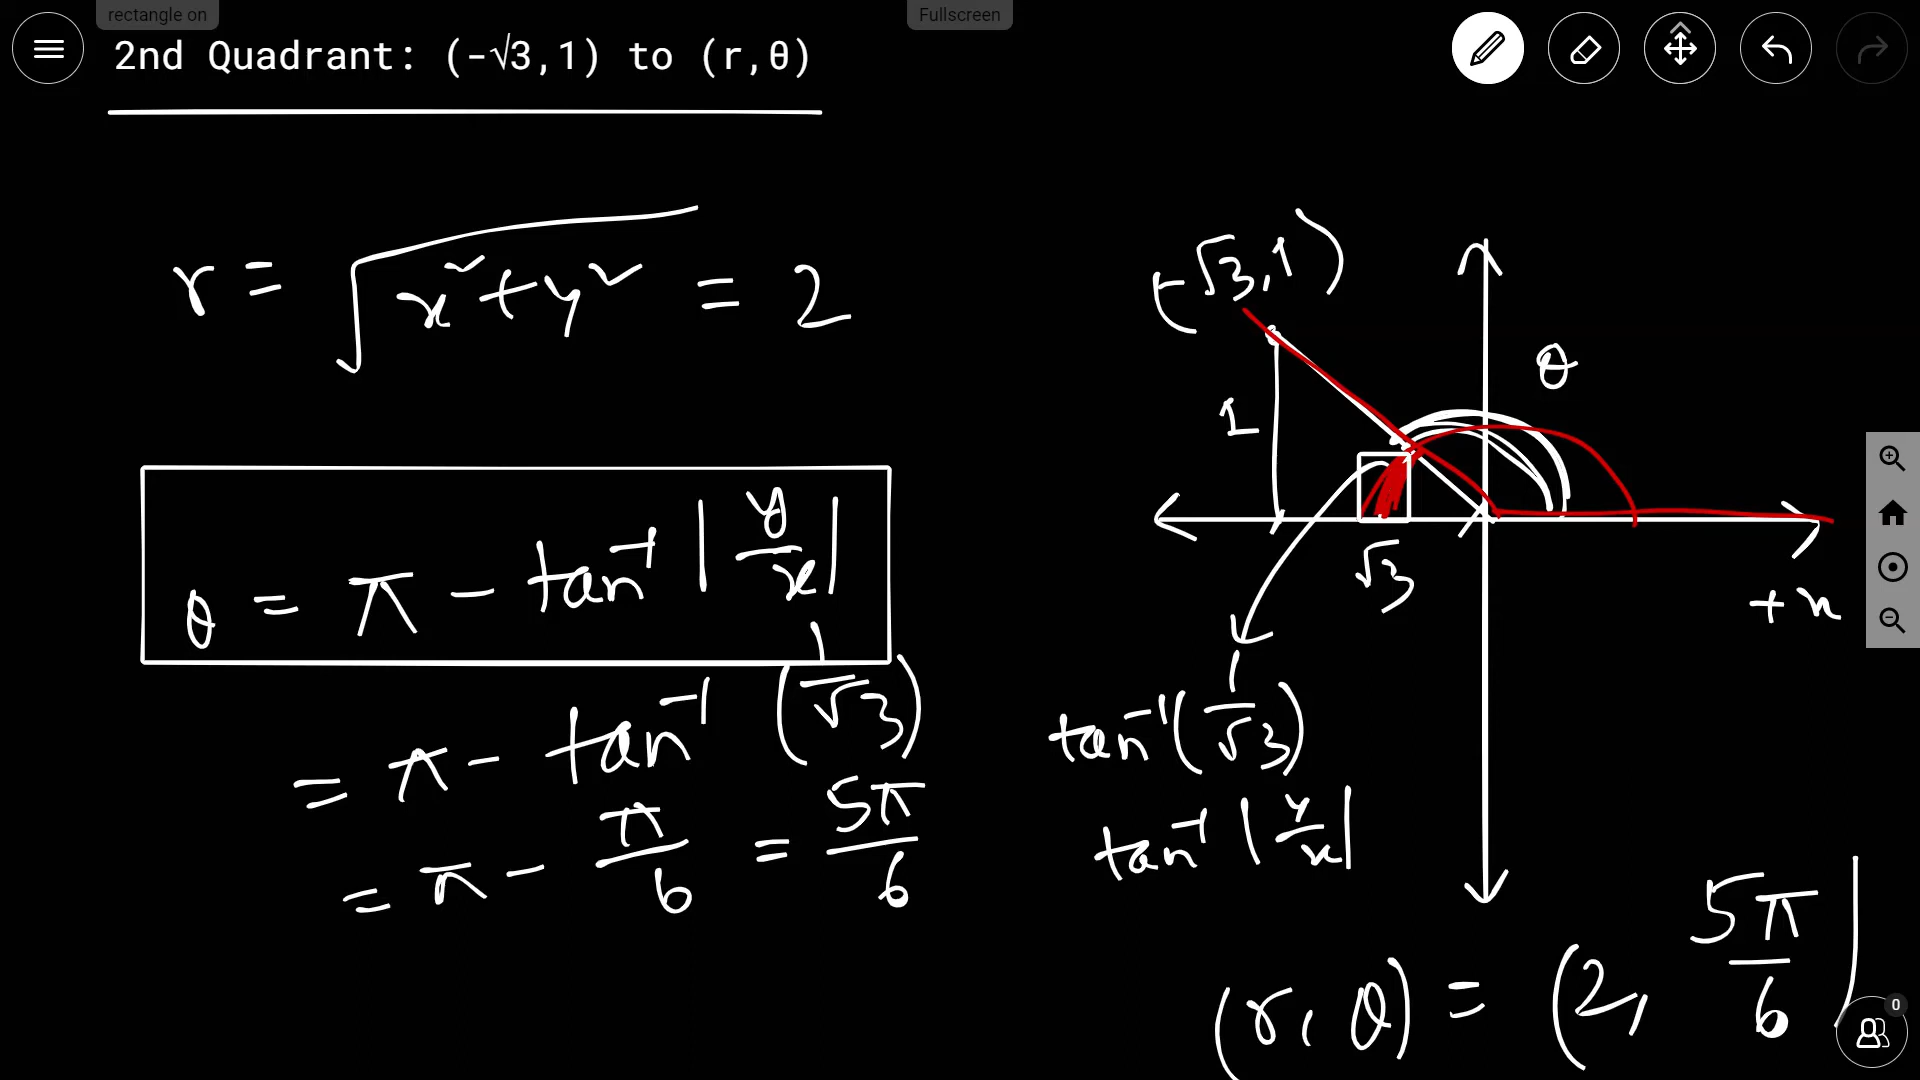 rectangle on
Fullscreen
2nd Quadrant: (-√3,1) to (r,θ)
r = √(x²+y²) = 2
θ = π - tan⁻¹ |y/x|
= π - tan⁻¹ (1/√3)
= π - π/6 = 5π/6
(-√3,1)
θ
1
√3
+x
tan⁻¹(1/√3)
tan⁻¹ |y/x|
(r, θ) = (2, 5π/6)
0